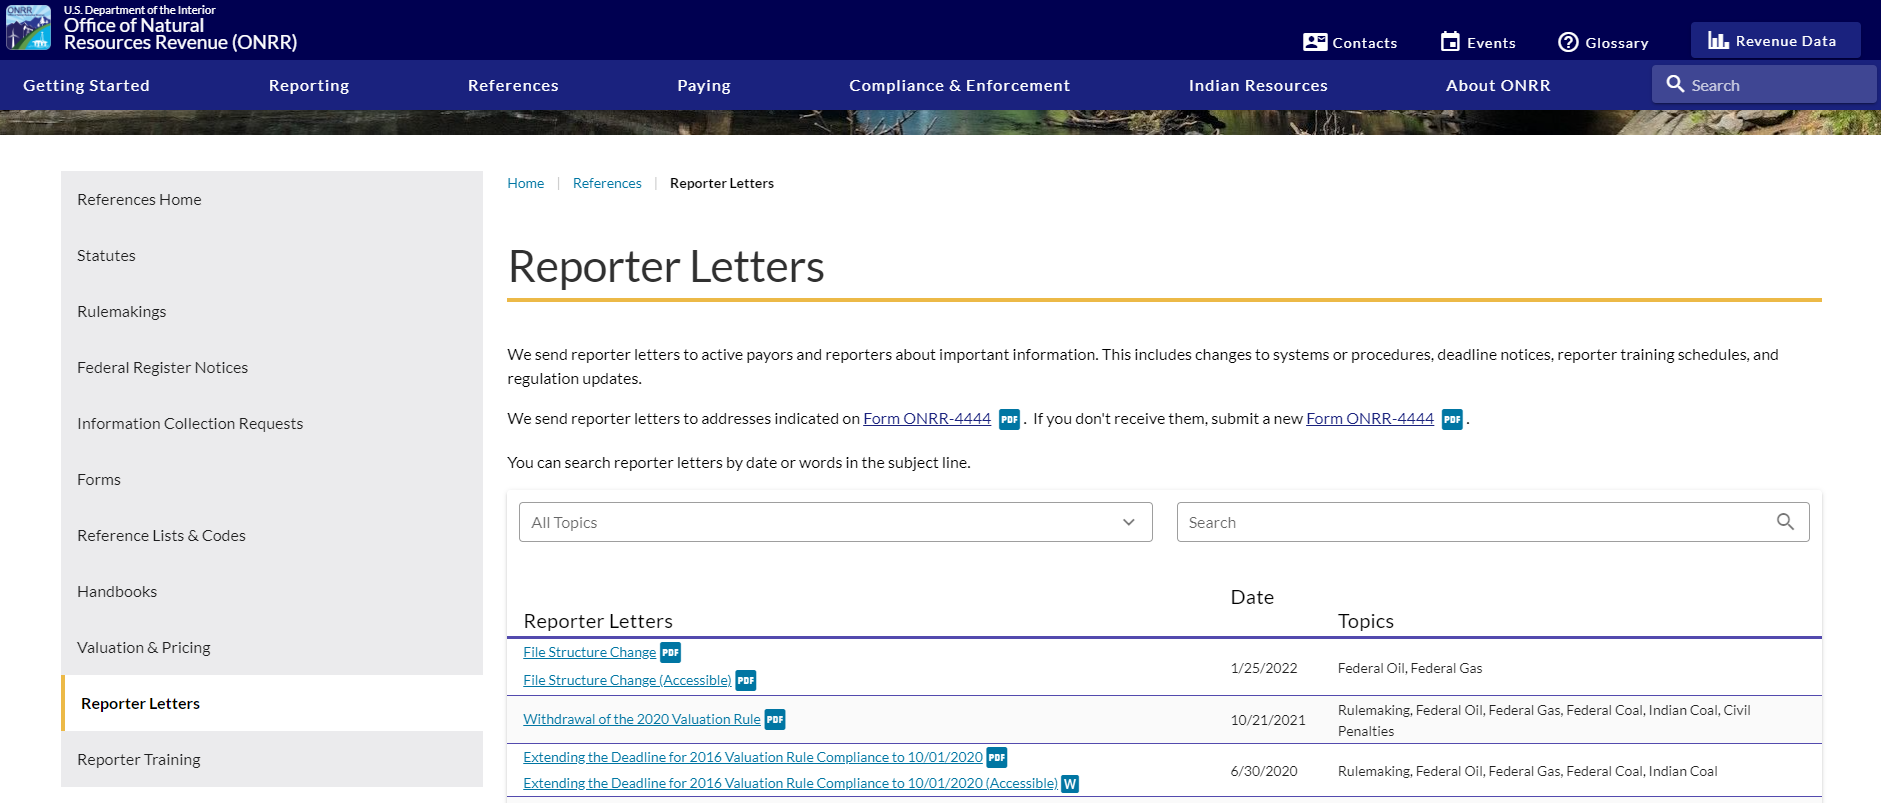 ONRR
U.S. Department of the Interior
Office of Natural
Resources Revenue (ONRR)
Contacts
Events
Glossary
Revenue Data
Getting Started
Reporting
References
Paying
Compliance & Enforcement
Indian Resources
About ONRR
Search
References Home
Statutes
Rulemakings
Federal Register Notices
Information Collection Requests
Forms
Reference Lists & Codes
Handbooks
Valuation & Pricing
Reporter Letters
Reporter Training
Home | References | Reporter Letters
Reporter Letters
We send reporter letters to active payors and reporters about important information. This includes changes to systems or procedures, deadline notices, reporter training schedules, and
regulation updates.
We send reporter letters to addresses indicated on Form ONRR-4444 PDF . If you don't receive them, submit a new Form ONRR-4444 PDF .
You can search reporter letters by date or words in the subject line.
All Topics
Search
Reporter Letters
Date
Topics
File Structure Change PDF
File Structure Change (Accessible) PDF
1/25/2022
Federal Oil, Federal Gas
Withdrawal of the 2020 Valuation Rule PDF
10/21/2021
Rulemaking, Federal Oil, Federal Gas, Federal Coal, Indian Coal, Civil
Penalties
Extending the Deadline for 2016 Valuation Rule Compliance to 10/01/2020 PDF
Extending the Deadline for 2016 Valuation Rule Compliance to 10/01/2020 (Accessible) W
6/30/2020
Rulemaking, Federal Oil, Federal Gas, Federal Coal, Indian Coal